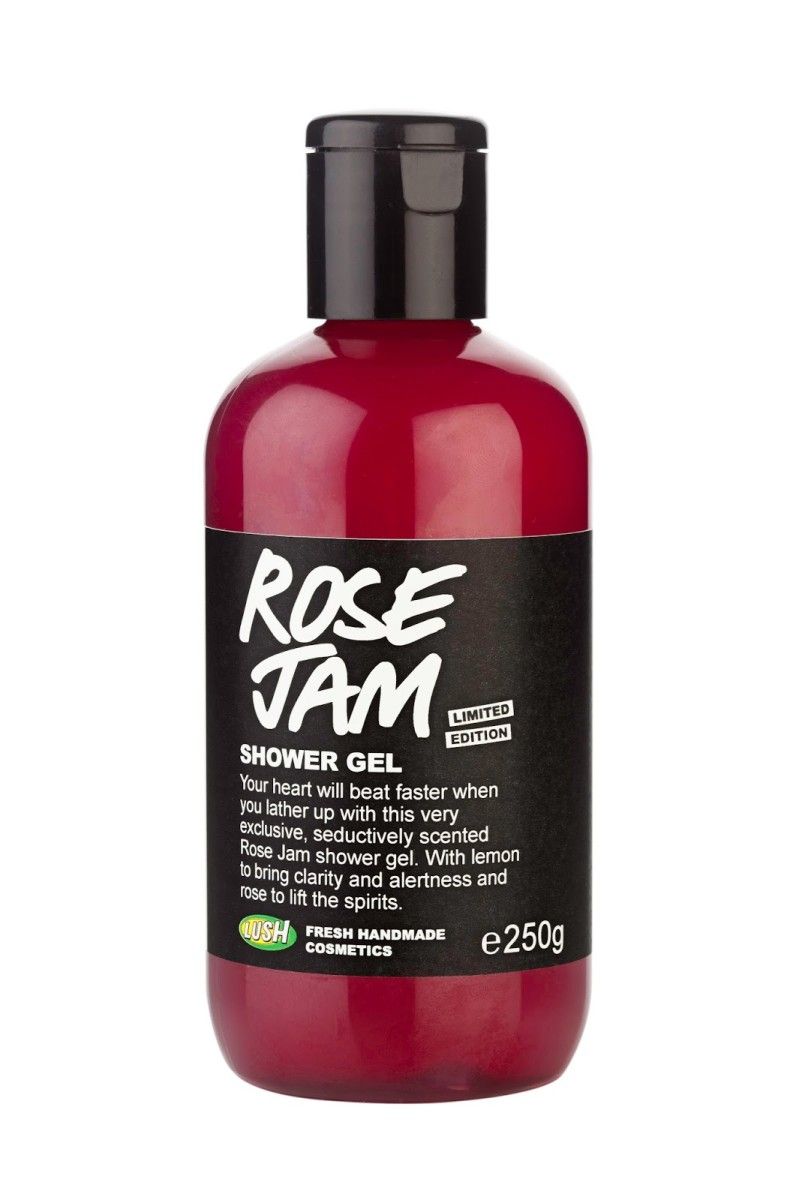 ROSE
JAM
LIMITED
EDITION
SHOWER GEL
Your heart will beat faster when
you lather up with this very
exclusive, seductively scented
Rose Jam shower gel. With lemon
to bring clarity and alertness and
rose to lift the spirits.
LUSH
FRESH HANDMADE
COSMETICS
℮250g